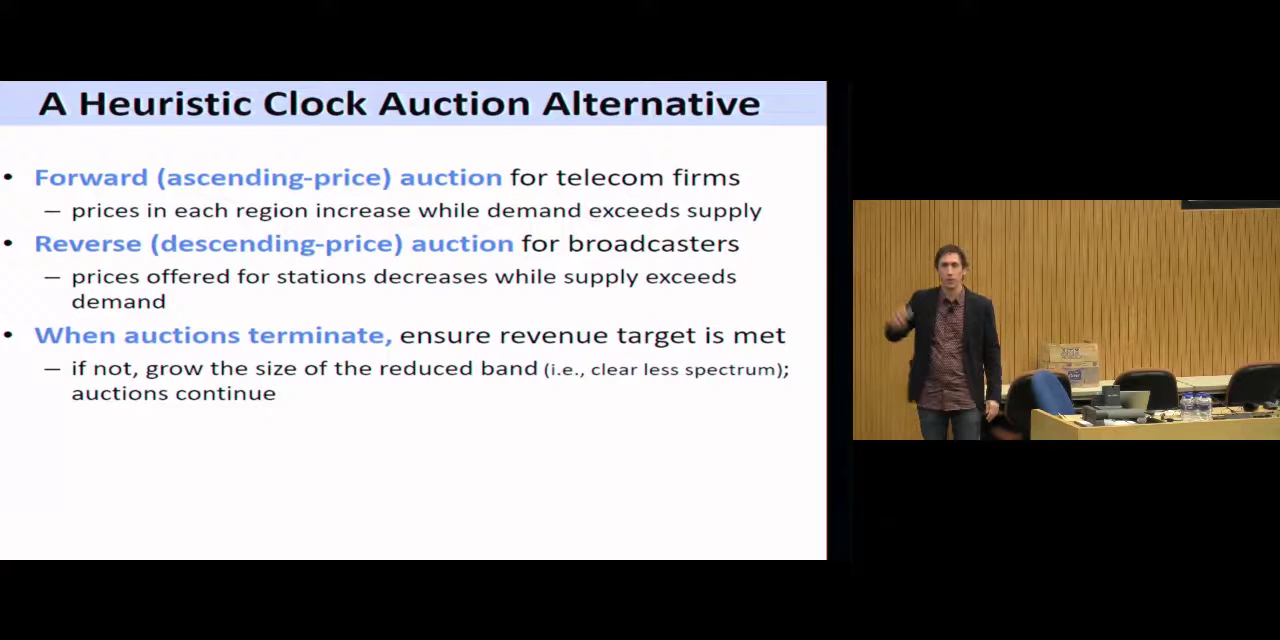 A Heuristic Clock Auction Alternative
• Forward (ascending-price) auction for telecom firms
– prices in each region increase while demand exceeds supply
• Reverse (descending-price) auction for broadcasters
– prices offered for stations decreases while supply exceeds
demand
• When auctions terminate, ensure revenue target is met
– if not, grow the size of the reduced band (i.e., clear less spectrum);
auctions continue